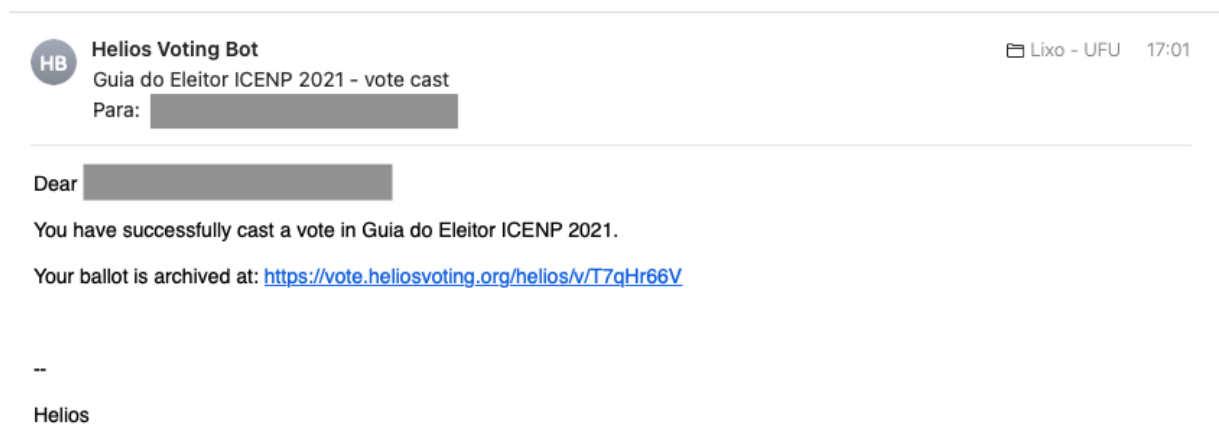 HB
Helios Voting Bot
Lixo - UFU 17:01
Guia do Eleitor ICENP 2021 - vote cast
Para:
Dear
You have successfully cast a vote in Guia do Eleitor ICENP 2021.
Your ballot is archived at: https://vote.heliosvoting.org/helios/v/T7qHr66V
--
Helios